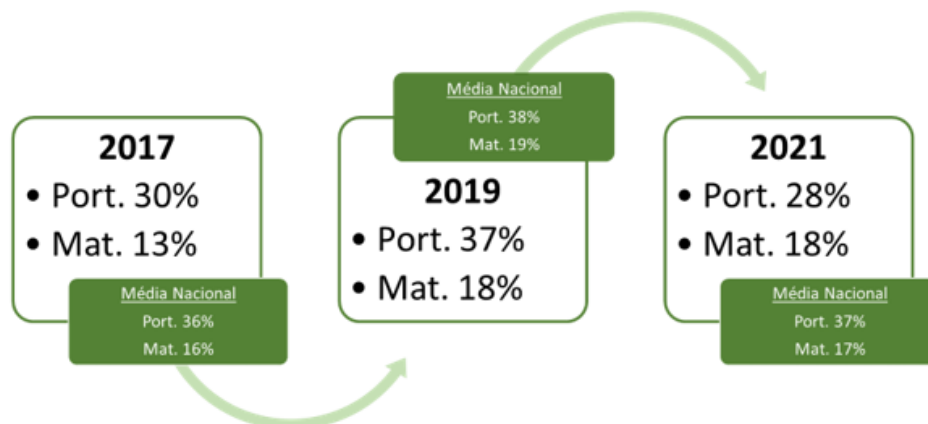 2017
• Port. 30%
• Mat. 13%
Média Nacional
Port. 36%
Mat. 16%
Média Nacional
Port. 38%
Mat. 19%
2019
• Port. 37%
• Mat. 18%
2021
• Port. 28%
• Mat. 18%
Média Nacional
Port. 37%
Mat. 17%